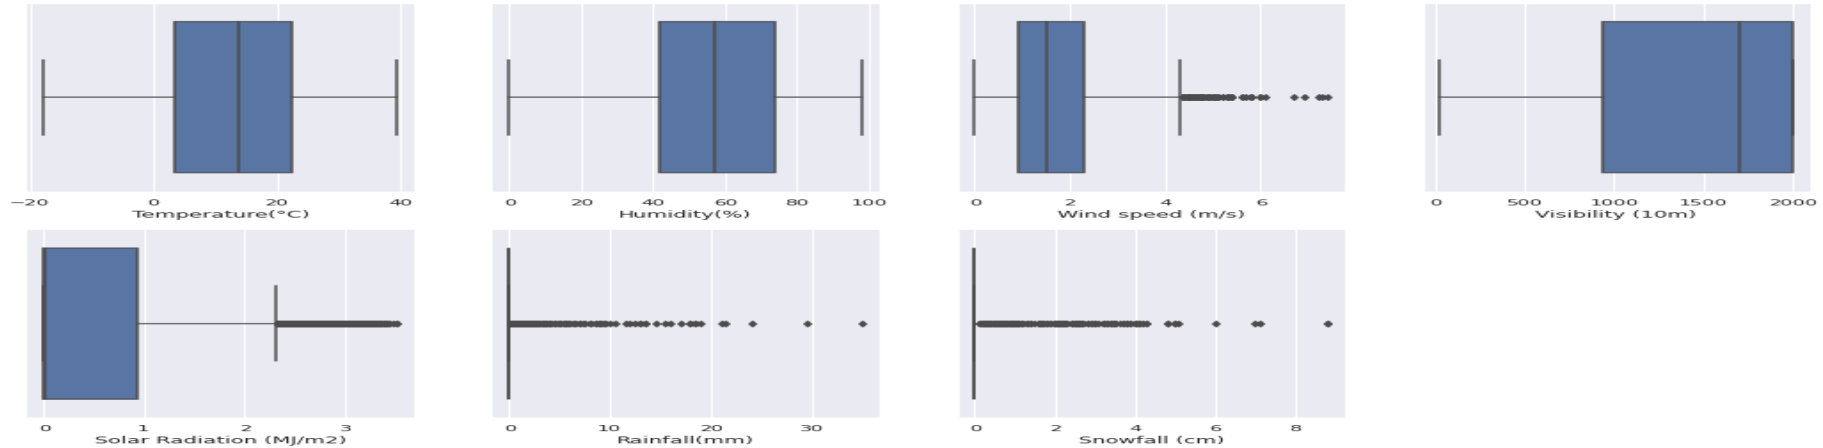 −20 0 20 40
Temperature(°C)
0 20 40 60 80 100
Humidity(%)
0 2 4 6
Wind speed (m/s)
0 500 1000 1500 2000
Visibility (10m)
0 1 2 3
Solar Radiation (MJ/m2)
0 10 20 30
Rainfall(mm)
0 2 4 6 8
Snowfall (cm)